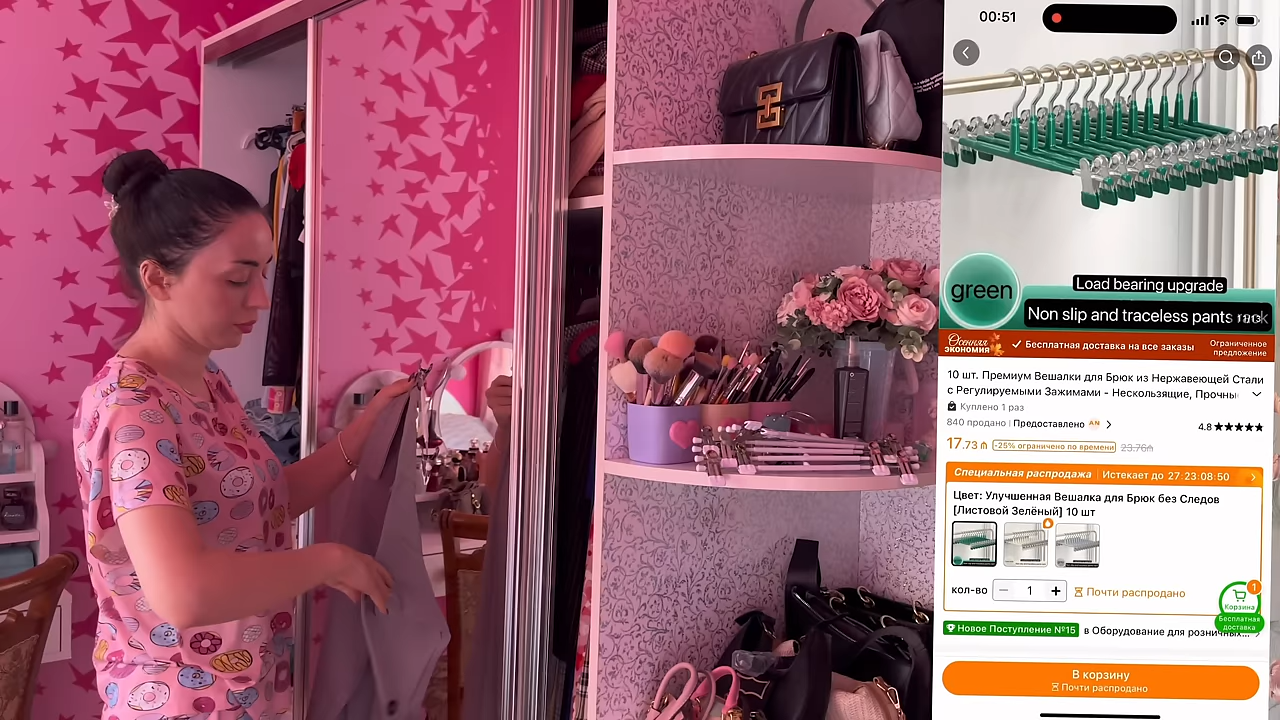 00:51
green
Load bearing upgrade
Non slip and traceless pants rack
Осенняя
ЭКОНОМИЯ
Бесплатная доставка на все заказы
Ограниченное
предложение
10 шт. Премиум Вешалки для Брюк из Нержавеющей Стали
с Регулируемыми Зажимами - Нескользящие, Прочные
Куплено 1 раз
840 продано | Предоставлено AN
4.8
17.73 ₼ -25% ограничено по времени 23.76₼
Специальная распродажа | Истекает до 27:23:08:50
Цвет: Улучшенная Вешалка для Брюк без Следов
[Листовой Зелёный] 10 шт
кол-во − 1 + Почти распродано
1
Корзина
Бесплатная
доставка
Новое Поступление №15 в Оборудование для розничных...
В корзину
Почти распродано